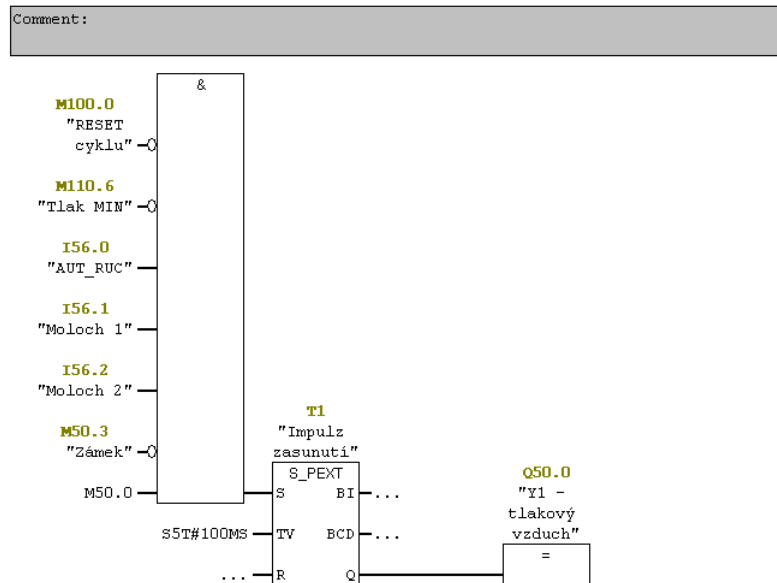 Comment:
&
M100.0
"RESET
cyklu"
M110.6
"Tlak MIN"
I56.0
"AUT_RUC"
I56.1
"Moloch 1"
I56.2
"Moloch 2"
M50.3
"Zámek"
M50.0
T1
"Impulz
zasunutí"
S_PEXT
S BI ...
S5T#100MS TV BCD ...
... R Q
Q50.0
"Y1 -
tlakový
vzduch"
=